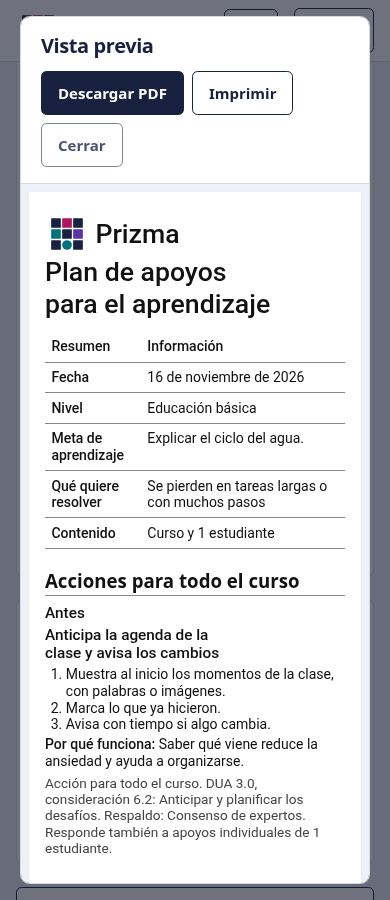 Vista previa
Descargar PDF
Imprimir
Cerrar
Prizma
Plan de apoyos
para el aprendizaje
Resumen Información
Fecha 16 de noviembre de 2026
Nivel Educación básica
Meta de aprendizaje Explicar el ciclo del agua.
Qué quiere resolver Se pierden en tareas largas o con muchos pasos
Contenido Curso y 1 estudiante
Acciones para todo el curso
Antes
Anticipa la agenda de la
clase y avisa los cambios
1. Muestra al inicio los momentos de la clase,
con palabras o imágenes.
2. Marca lo que ya hicieron.
3. Avisa con tiempo si algo cambia.
Por qué funciona: Saber qué viene reduce la
ansiedad y ayuda a organizarse.
Acción para todo el curso. DUA 3.0,
consideración 6.2: Anticipar y planificar los
desafíos. Respaldo: Consenso de expertos.
Responde también a apoyos individuales de 1
estudiante.